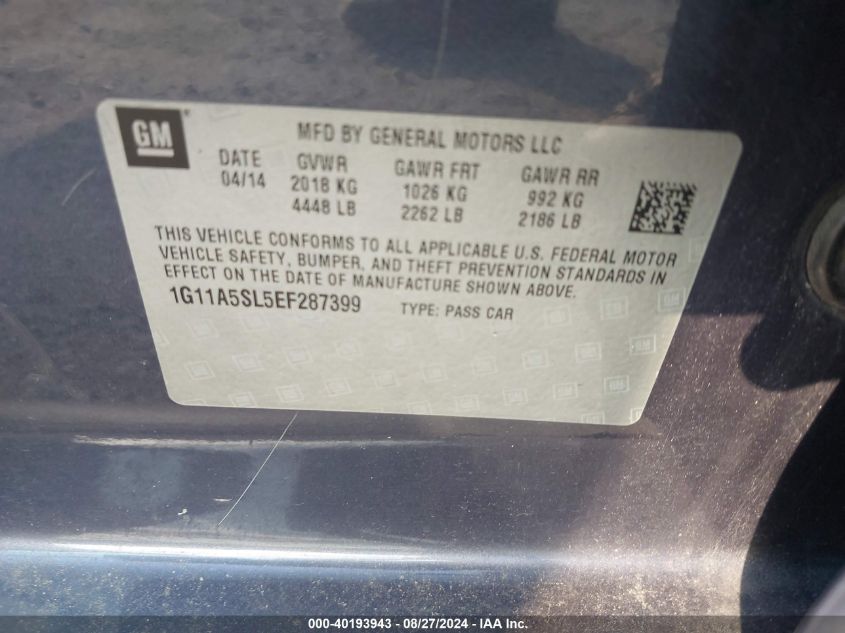 GM
MFD BY GENERAL MOTORS LLC
DATE GVWR GAWR FRT GAWR RR
04/14 2018 KG 1026 KG 992 KG
4448 LB 2262 LB 2186 LB
THIS VEHICLE CONFORMS TO ALL APPLICABLE U.S. FEDERAL MOTOR
VEHICLE SAFETY, BUMPER, AND THEFT PREVENTION STANDARDS IN
EFFECT ON THE DATE OF MANUFACTURE SHOWN ABOVE.
1G11A5SL5EF287399 TYPE: PASS CAR
000-40193943 / 08/27/2024 - IAA Inc.